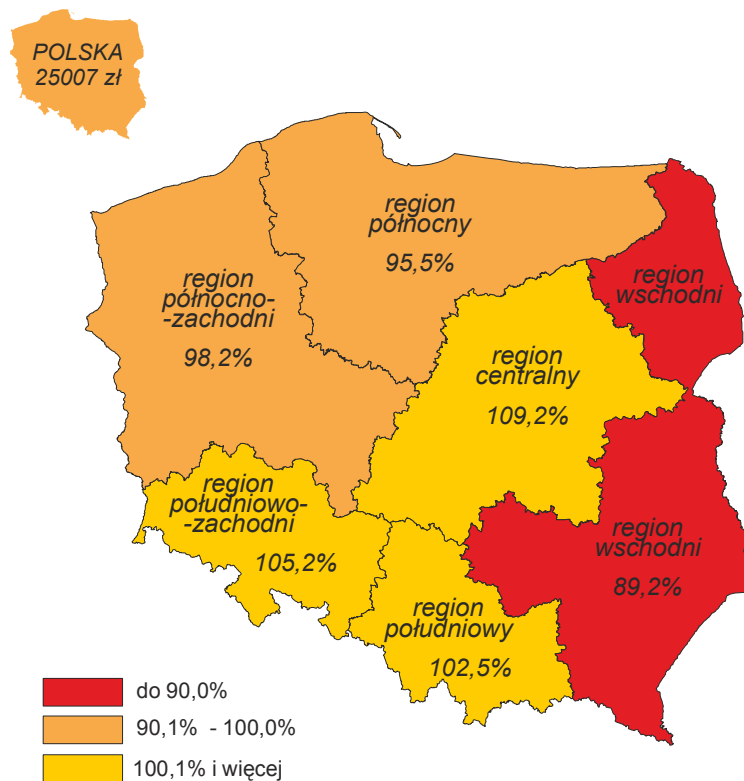 POLSKA
25007 zł
region
północny
95,5%
region
północno-
-zachodni
98,2%
region
wschodni
region
centralny
109,2%
region
południowo-
-zachodni
105,2%
region
wschodni
89,2%
region
południowy
102,5%
do 90,0%
90,1% - 100,0%
100,1% i więcej